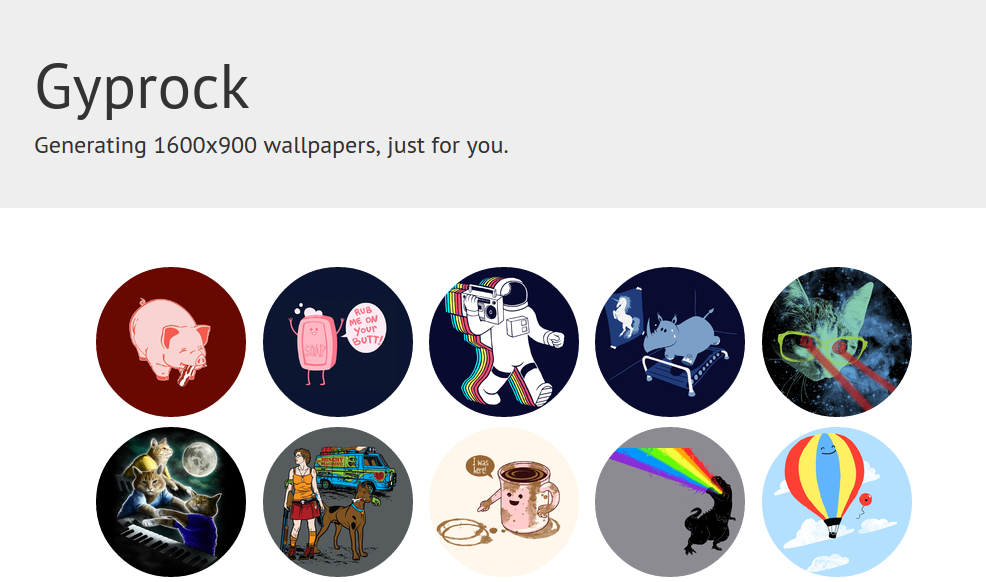 Gyprock
Generating 1600x900 wallpapers, just for you.
RUB
ME ON
YOUR
BUTT!
SOAP
I was
here!